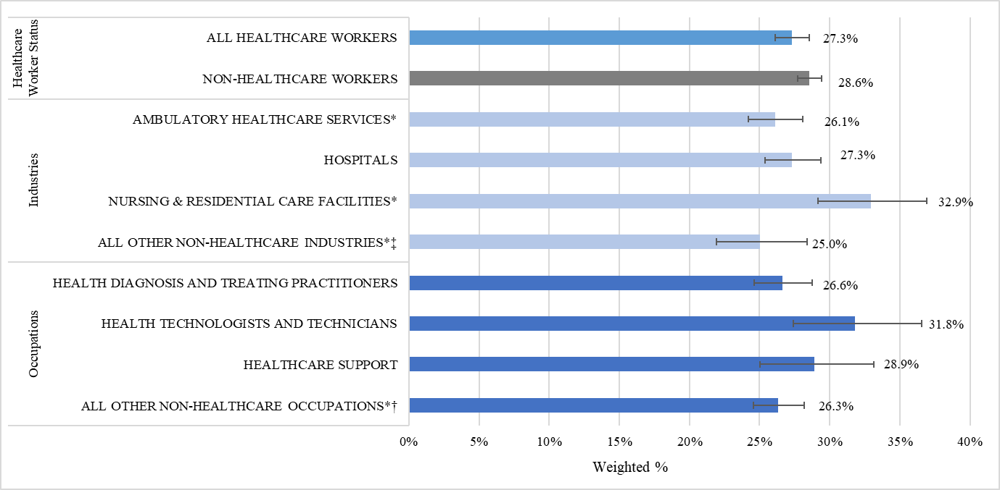 Healthcare
Worker Status
ALL HEALTHCARE WORKERS
27.3%
NON-HEALTHCARE WORKERS
28.6%
Industries
AMBULATORY HEALTHCARE SERVICES*
26.1%
HOSPITALS
27.3%
NURSING & RESIDENTIAL CARE FACILITIES*
32.9%
ALL OTHER NON-HEALTHCARE INDUSTRIES*‡
25.0%
Occupations
HEALTH DIAGNOSIS AND TREATING PRACTITIONERS
26.6%
HEALTH TECHNOLOGISTS AND TECHNICIANS
31.8%
HEALTHCARE SUPPORT
28.9%
ALL OTHER NON-HEALTHCARE OCCUPATIONS*†
26.3%
0% 5% 10% 15% 20% 25% 30% 35% 40%
Weighted %